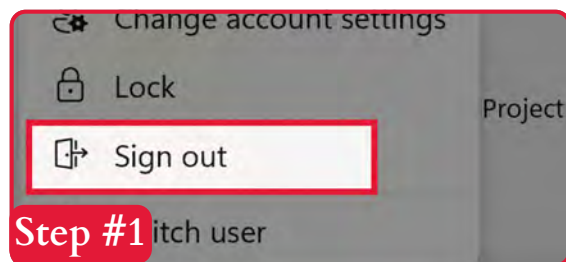 Change account settings
Lock
Project
Sign out
Step #1 itch user